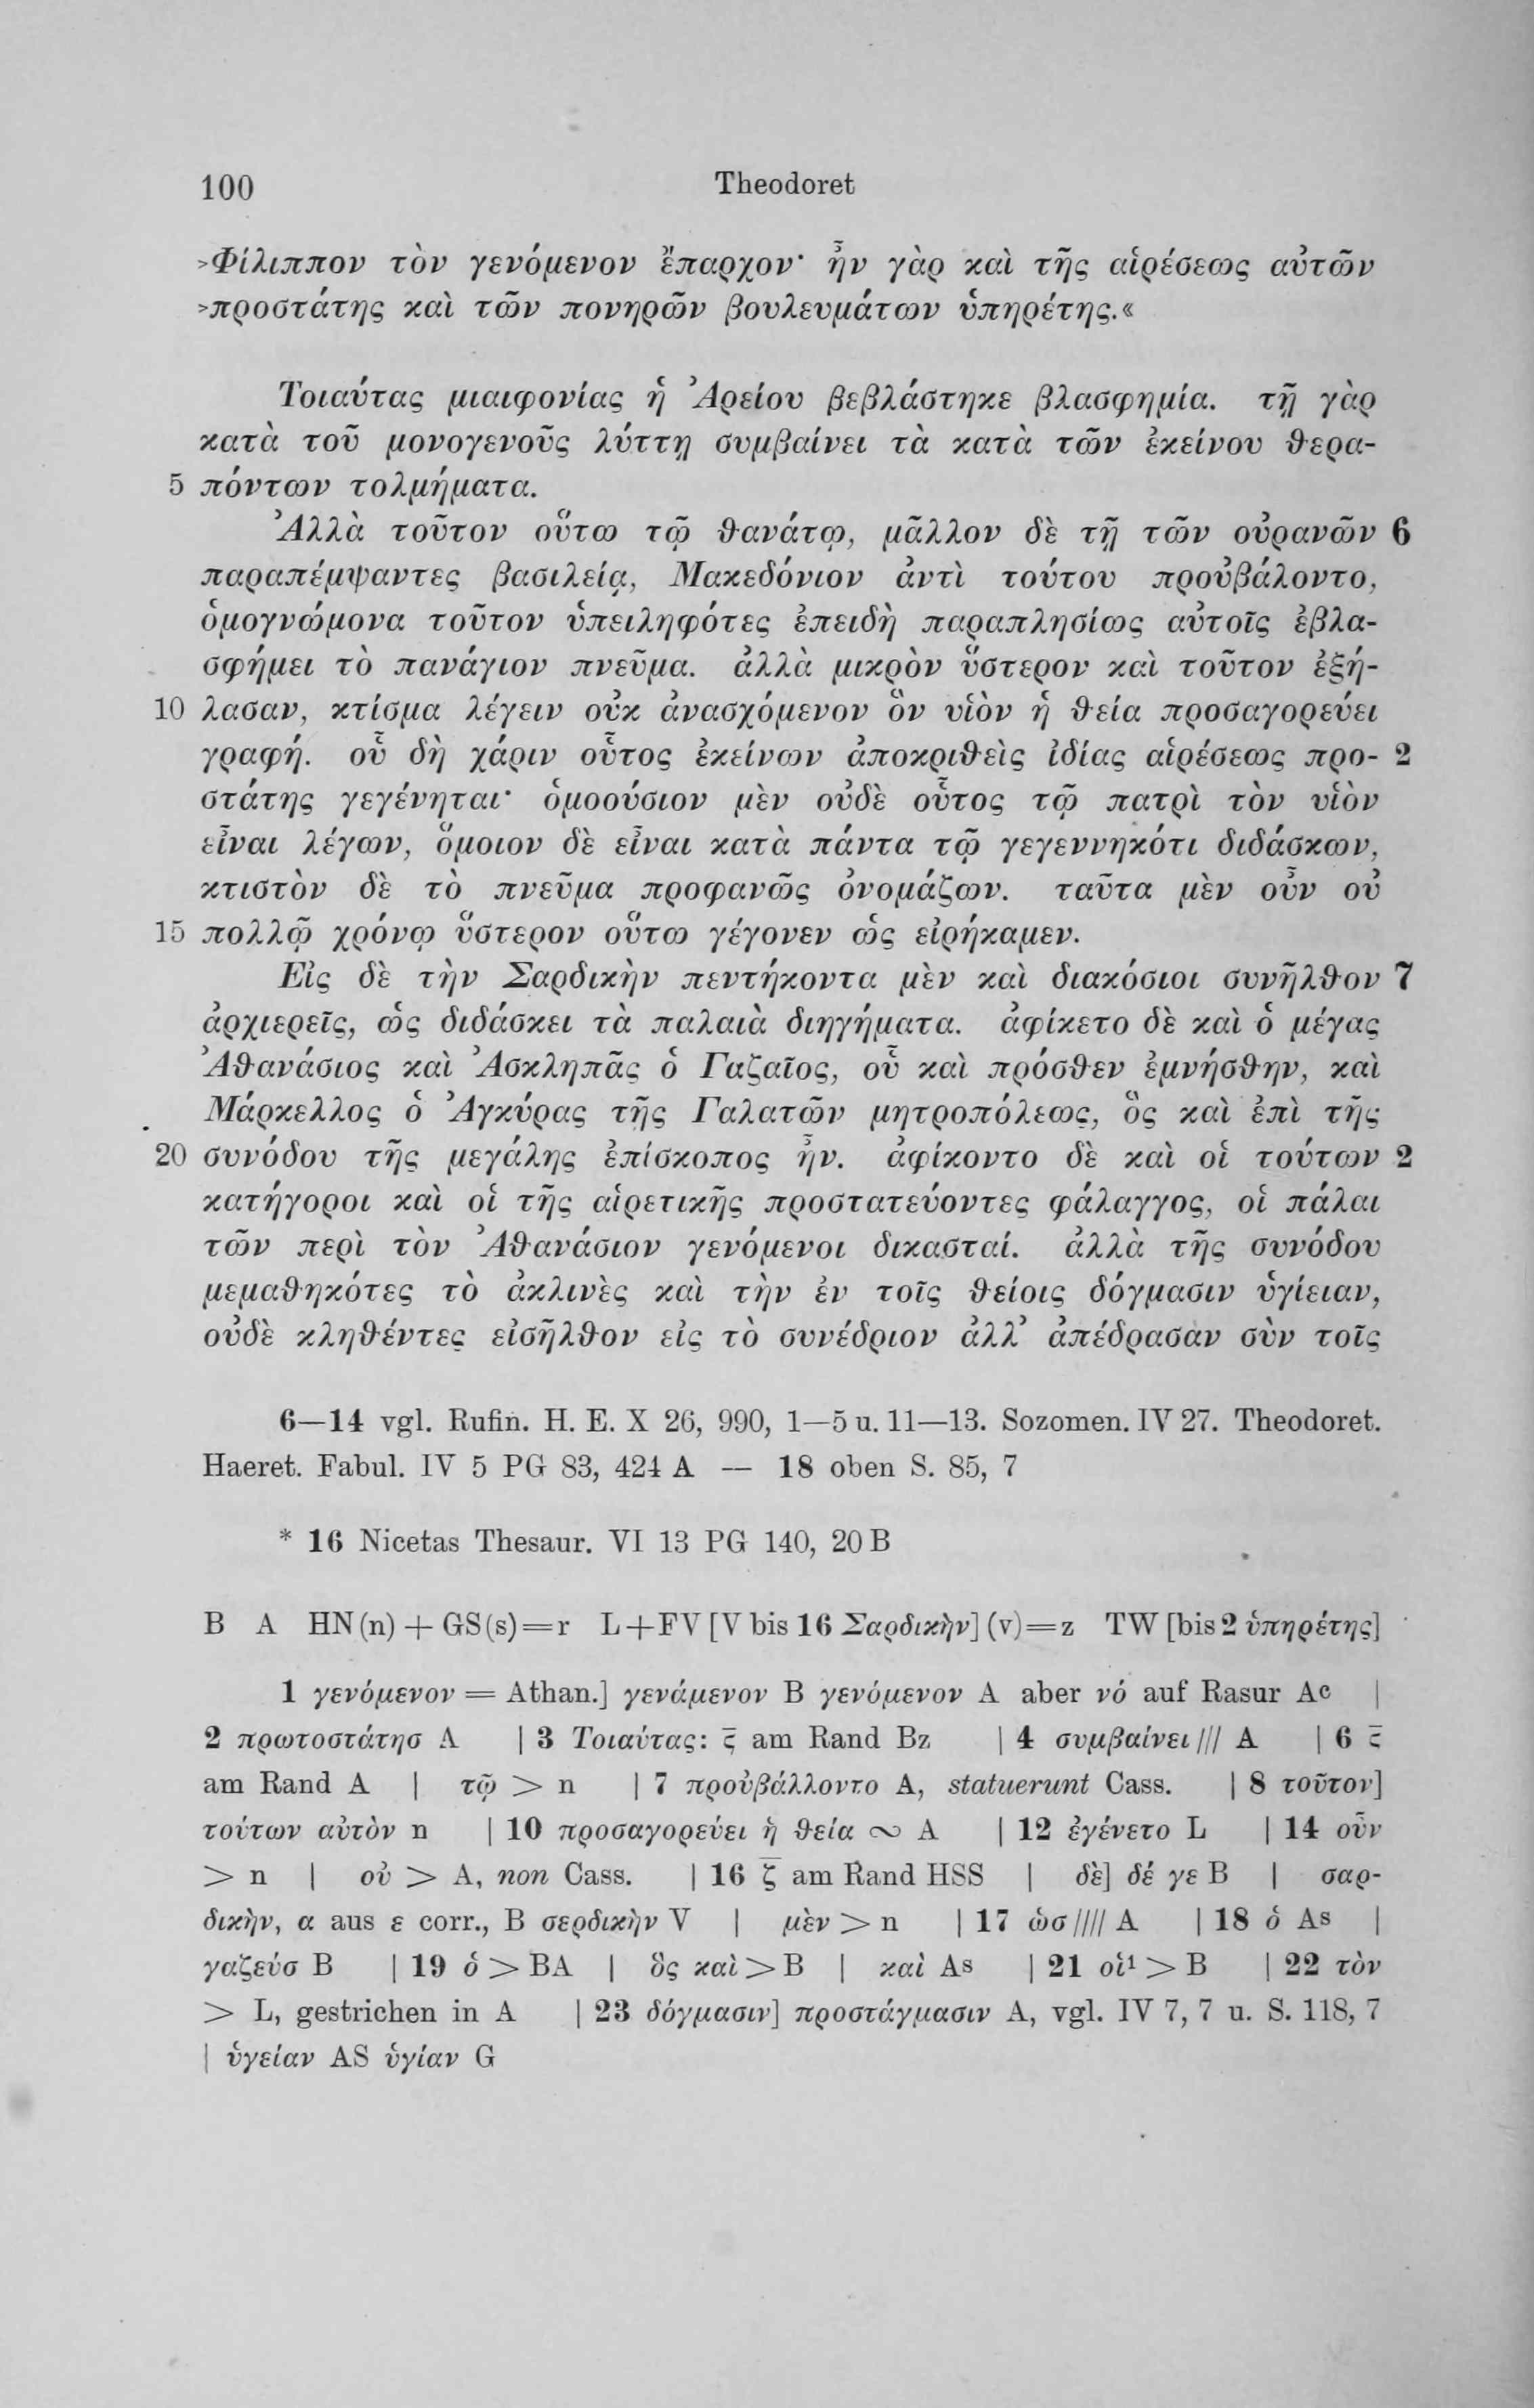 100
Theodoret
>Φίλιππον τὸν γενόμενον ἔπαρχον· ἦν γὰρ καὶ τῆς αἱρέσεως αὐτῶν
>προστάτης καὶ τῶν πονηρῶν βουλευμάτων ὑπηρέτης.«
Τοιαύτας μιαιφονίας ἡ Ἀρείου βεβλάστηκε βλασφημία. τῇ γὰρ
κατὰ τοῦ μονογενοῦς λύττῃ συμβαίνει τὰ κατὰ τῶν ἐκείνου θερα-
5 πόντων τολμήματα.
Ἀλλὰ τοῦτον οὕτω τῷ θανάτῳ, μᾶλλον δὲ τῇ τῶν οὐρανῶν 6
παραπέμψαντες βασιλείᾳ, Μακεδόνιον ἀντὶ τούτου προὐβάλοντο,
ὁμογνώμονα τοῦτον ὑπειληφότες ἐπειδὴ παραπλησίως αὐτοῖς ἐβλα-
σφήμει τὸ πανάγιον πνεῦμα. ἀλλὰ μικρὸν ὕστερον καὶ τοῦτον ἐξή-
10 λασαν, κτίσμα λέγειν οὐκ ἀνασχόμενον ὃν υἱὸν ἡ θεία προσαγορεύει
γραφή. οὗ δὴ χάριν οὗτος ἐκείνων ἀποκριθεὶς ἰδίας αἱρέσεως προ- 2
στάτης γεγένηται· ὁμοούσιον μὲν οὐδὲ οὗτος τῷ πατρὶ τὸν υἱὸν
εἶναι λέγων, ὅμοιον δὲ εἶναι κατὰ πάντα τῷ γεγεννηκότι διδάσκων,
κτιστὸν δὲ τὸ πνεῦμα προφανῶς ὀνομάζων. ταῦτα μὲν οὖν οὐ
15 πολλῷ χρόνῳ ὕστερον οὕτω γέγονεν ὡς εἰρήκαμεν.
Εἰς δὲ τὴν Σαρδικὴν πεντήκοντα μὲν καὶ διακόσιοι συνῆλθον 7
ἀρχιερεῖς, ὡς διδάσκει τὰ παλαιὰ διηγήματα. ἀφίκετο δὲ καὶ ὁ μέγας
Ἀθανάσιος καὶ Ἀσκληπᾶς ὁ Γαζαῖος, οὗ καὶ πρόσθεν ἐμνήσθην, καὶ
Μάρκελλος ὁ Ἀγκύρας τῆς Γαλατῶν μητροπόλεως, ὃς καὶ ἐπὶ τῆς
20 συνόδου τῆς μεγάλης ἐπίσκοπος ἦν. ἀφίκοντο δὲ καὶ οἱ τούτων 2
κατήγοροι καὶ οἱ τῆς αἱρετικῆς προστατεύοντες φάλαγγος, οἱ πάλαι
τῶν περὶ τὸν Ἀθανάσιον γενόμενοι δικασταί. ἀλλὰ τῆς συνόδου
μεμαθηκότες τὸ ἀκλινὲς καὶ τὴν ἐν τοῖς θείοις δόγμασιν ὑγίειαν,
οὐδὲ κληθέντες εἰσῆλθον εἰς τὸ συνέδριον ἀλλ’ ἀπέδρασαν σὺν τοῖς
6—14 vgl. Rufin. H. E. X 26, 990, 1—5 u. 11—13. Sozomen. IV 27. Theodoret.
Haeret. Fabul. IV 5 PG 83, 424 A — 18 oben S. 85, 7
* 16 Nicetas Thesaur. VI 13 PG 140, 20 B
B A HN(n) + GS(s)=r L+FV [V bis 16 Σαρδικὴν] (v)=z TW [bis 2 ὑπηρέτης]
1 γενόμενον = Athan.] γενάμενον B γενόμενον A aber νό auf Rasur Ac |
2 πρωτοστάτησ A | 3 Τοιαύτας: ϛ am Rand Bz | 4 συμβαίνει /// A | 6 ϛ
am Rand A | τῷ > n | 7 προὐβάλλοντο A, statuerunt Cass. | 8 τοῦτον]
τούτων αὐτὸν n | 10 προσαγορεύει ἡ θεία ∾ A | 12 ἐγένετο L | 14 οὖν
> n | οὐ > A, non Cass. | 16 ζ am Rand HSS | δὲ] δέ γε B | σαρ-
δικὴν, α aus ε corr., B σερδικὴν V | μὲν > n | 17 ὡσ //// A | 18 ὁ As |
γαζεύσ B | 19 ὁ > BA | ὃς καὶ > B | καὶ As | 21 οἱ¹ > B | 22 τὸν
> L, gestrichen in A | 23 δόγμασιν] προστάγμασιν A, vgl. IV 7, 7 u. S. 118, 7
| ὑγείαν AS ὑγίαν G